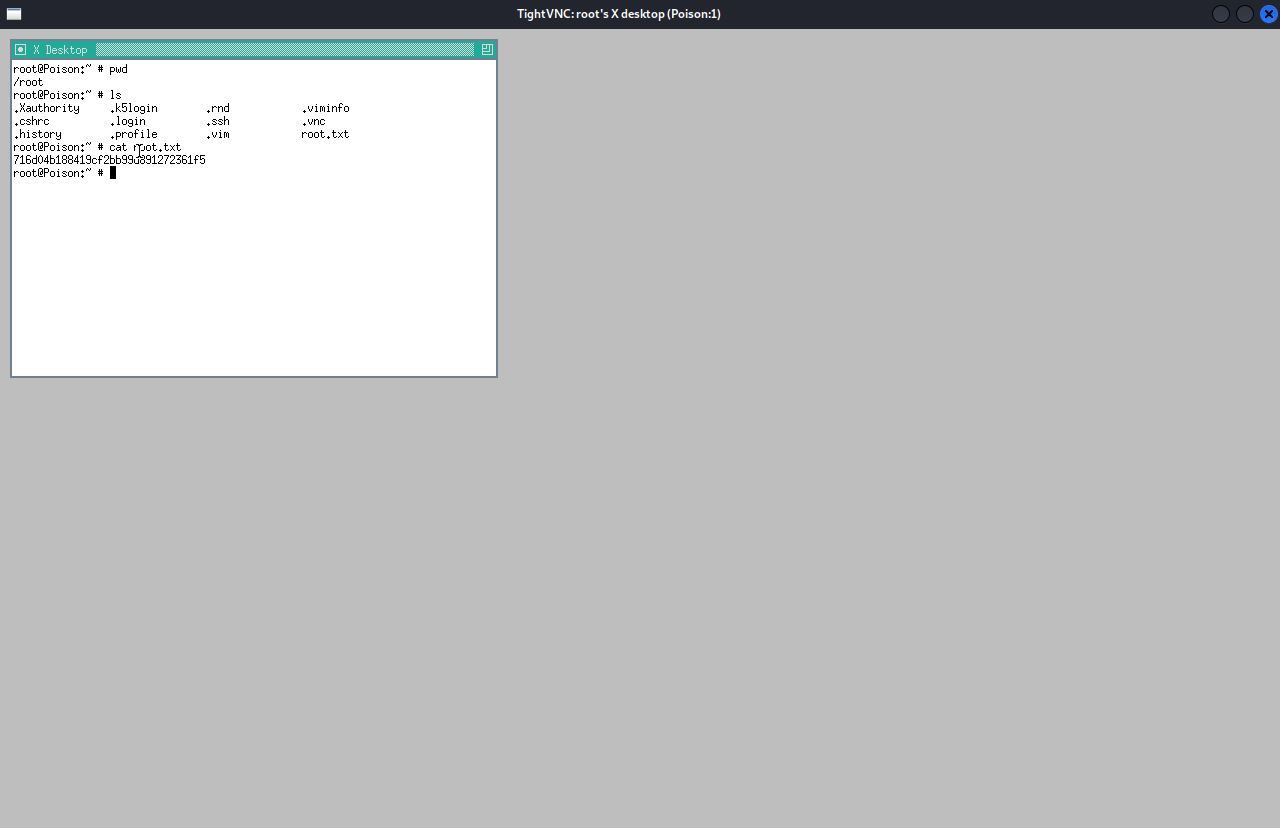 TightVNC: root's X desktop (Poison:1)
X Desktop
root@Poison:~ # pwd
/root
root@Poison:~ # ls
.Xauthority .k5login .rnd .viminfo
.cshrc .login .ssh .vnc
.history .profile .vim root.txt
root@Poison:~ # cat root.txt
716d04b188419cf2bb99d891272361f5
root@Poison:~ #